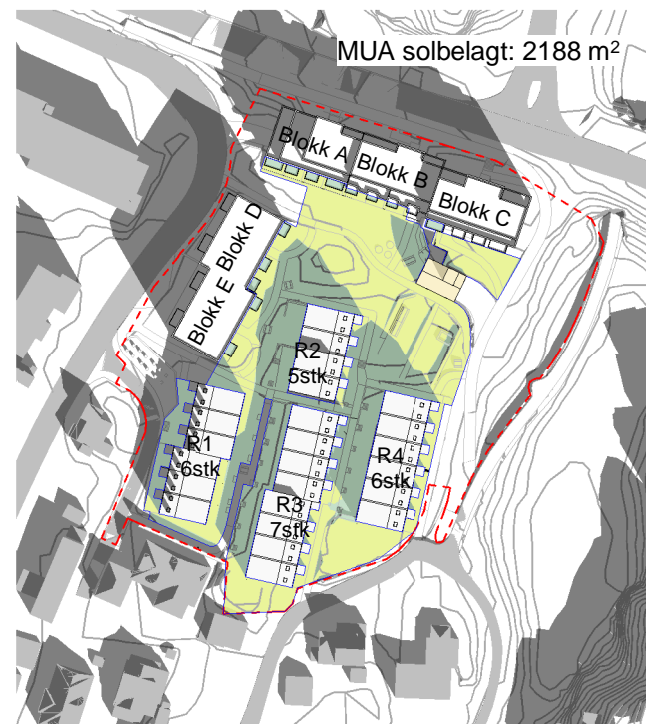 MUA solbelagt: 2188 m²
Blokk A
Blokk B
Blokk C
Blokk D
Blokk E
R2
5stk
R1
6stk
R4
6stk
R3
7stk